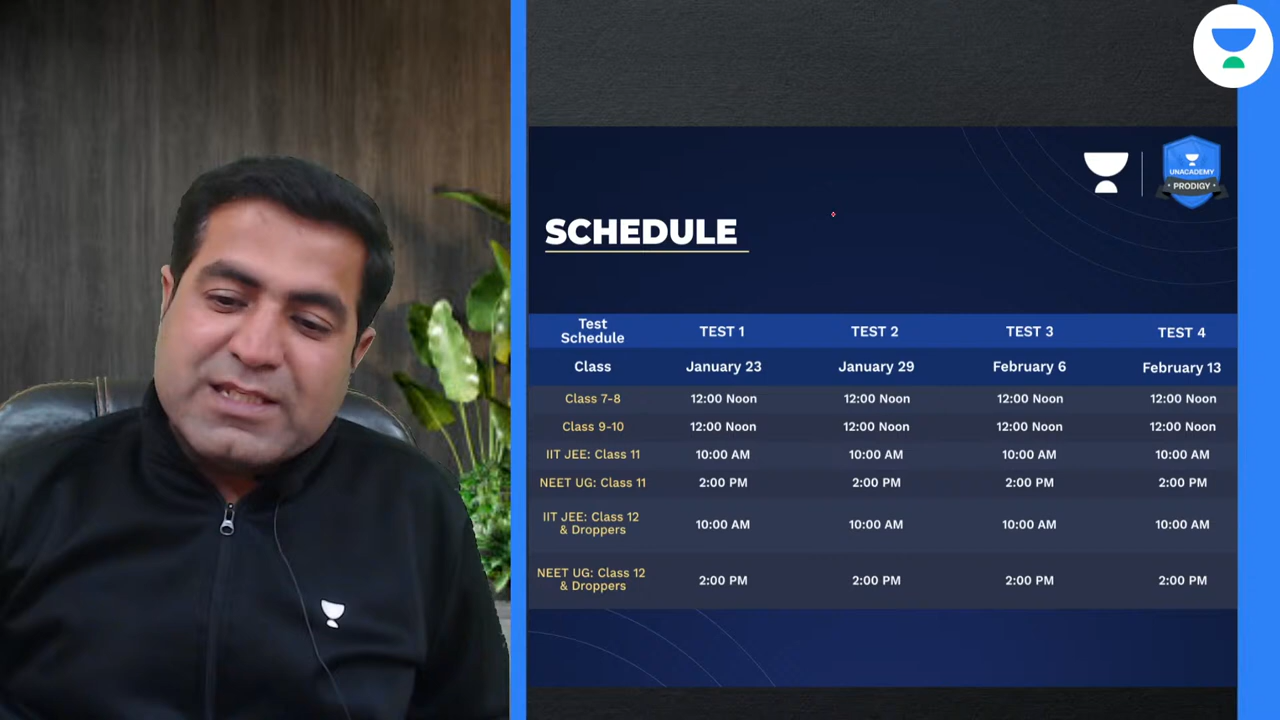 UNACADEMY
PRODIGY
SCHEDULE
Test Schedule TEST 1 TEST 2 TEST 3 TEST 4
Class January 23 January 29 February 6 February 13
Class 7-8 12:00 Noon 12:00 Noon 12:00 Noon 12:00 Noon
Class 9-10 12:00 Noon 12:00 Noon 12:00 Noon 12:00 Noon
IIT JEE: Class 11 10:00 AM 10:00 AM 10:00 AM 10:00 AM
NEET UG: Class 11 2:00 PM 2:00 PM 2:00 PM 2:00 PM
IIT JEE: Class 12 & Droppers 10:00 AM 10:00 AM 10:00 AM 10:00 AM
NEET UG: Class 12 & Droppers 2:00 PM 2:00 PM 2:00 PM 2:00 PM